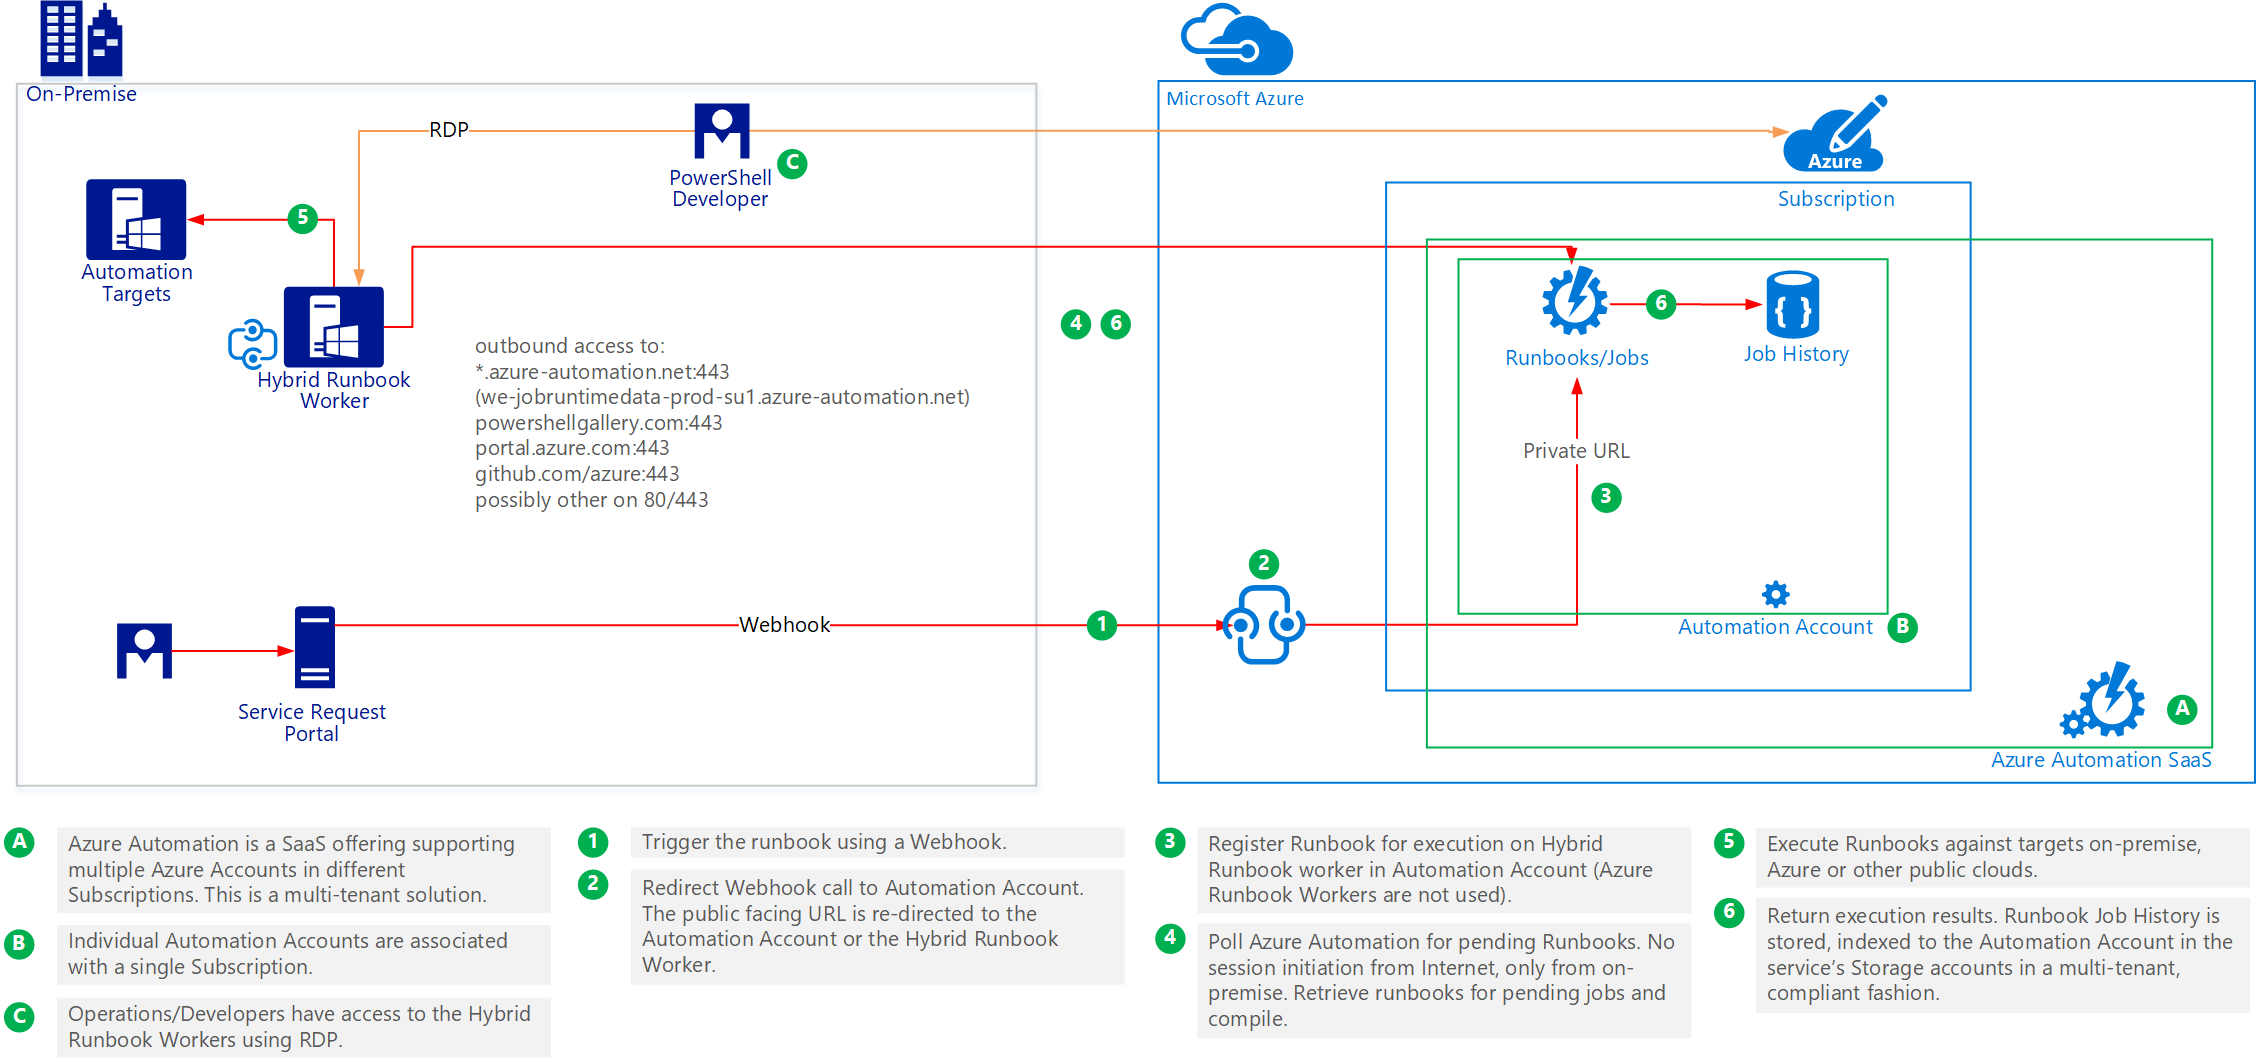 On-Premise
Microsoft Azure
RDP
C
PowerShell
Developer
Azure
Subscription
5
Automation
Targets
Hybrid Runbook
Worker
outbound access to:
*.azure-automation.net:443
(we-jobruntimedata-prod-su1.azure-automation.net)
powershellgallery.com:443
portal.azure.com:443
github.com/azure:443
possibly other on 80/443
4
6
6
{ }
Runbooks/Jobs
Job History
Private URL
3
2
Webhook
1
Automation Account
B
Service Request
Portal
A
Azure Automation SaaS
A
Azure Automation is a SaaS offering supporting
multiple Azure Accounts in different
Subscriptions. This is a multi-tenant solution.
B
Individual Automation Accounts are associated
with a single Subscription.
C
Operations/Developers have access to the Hybrid
Runbook Workers using RDP.
1
Trigger the runbook using a Webhook.
2
Redirect Webhook call to Automation Account.
The public facing URL is re-directed to the
Automation Account or the Hybrid Runbook
Worker.
3
Register Runbook for execution on Hybrid
Runbook worker in Automation Account (Azure
Runbook Workers are not used).
4
Poll Azure Automation for pending Runbooks. No
session initiation from Internet, only from on-
premise. Retrieve runbooks for pending jobs and
compile.
5
Execute Runbooks against targets on-premise,
Azure or other public clouds.
6
Return execution results. Runbook Job History is
stored, indexed to the Automation Account in the
service’s Storage accounts in a multi-tenant,
compliant fashion.